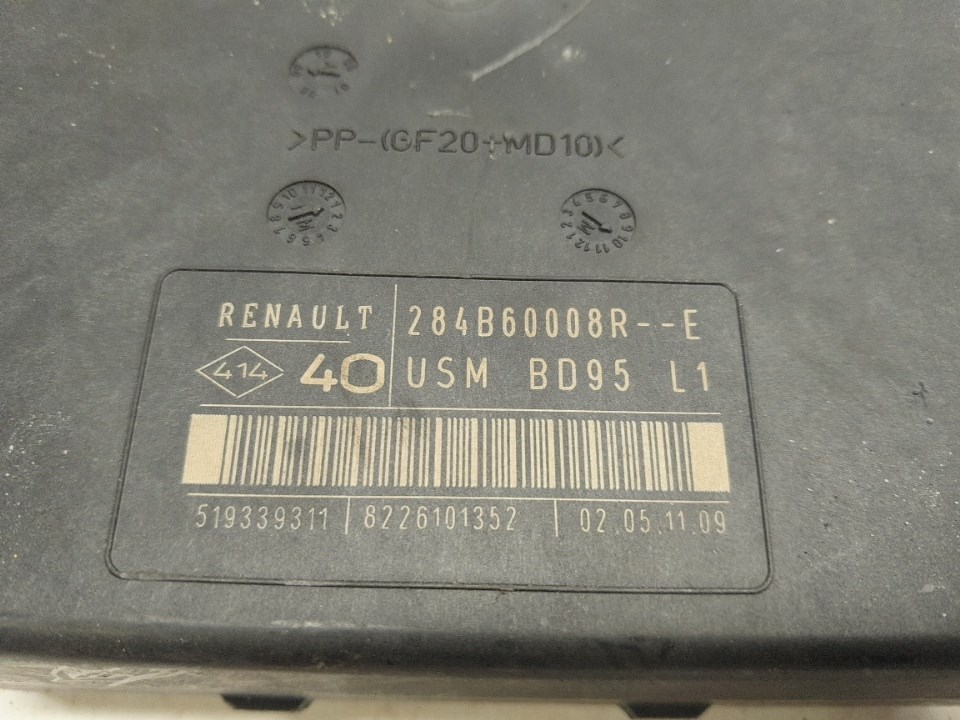 >PP-(GF20+MD10)<
RENAULT 284B60008R--E
414 40 USM BD95 L1
519339311 8226101352 02.05.11.09